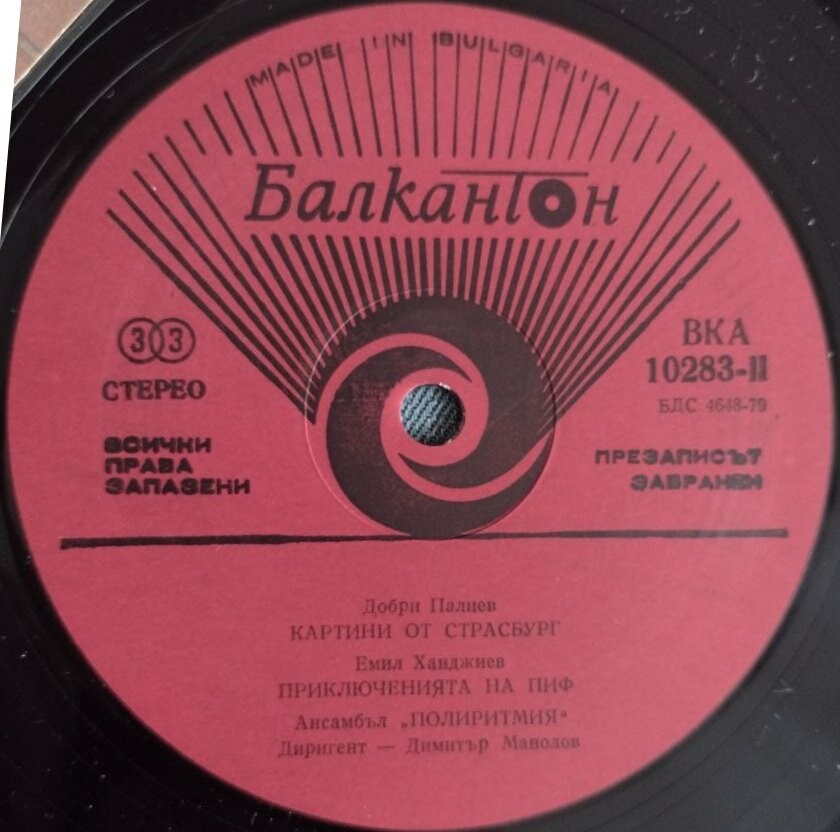 MADE IN BULGARIA
Балкантон
33
СТЕРЕО
ВКА
10283-II
БДС 4648-79
ВСИЧКИ
ПРАВА
ЗАПАЗЕНИ
ПРЕЗАПИСЪТ
ЗАБРАНЕН
Добри Палиев
КАРТИНИ ОТ СТРАСБУРГ
Емил Ханджиев
ПРИКЛЮЧЕНИЯТА НА ПИФ
Ансамбъл „ПОЛИРИТМИЯ“
Диригент — Димитър Манолов